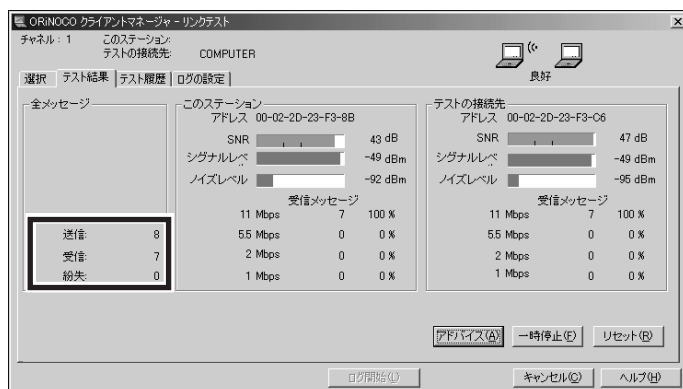 ORiNOCO クライアントマネージャ - リンクテスト
チャネル : 1 このステーション:
テストの接続先: COMPUTER
良好
選択 テスト結果 テスト履歴 ログの設定
全メッセージ
送信: 8
受信: 7
紛失: 0
このステーション
アドレス 00-02-2D-23-F3-8B
SNR 43 dB
シグナルレベ -49 dBm
ノイズレベル -92 dBm
受信メッセージ
11 Mbps 7 100 %
5.5 Mbps 0 0 %
2 Mbps 0 0 %
1 Mbps 0 0 %
テストの接続先
アドレス 00-02-2D-23-F3-C6
SNR 47 dB
シグナルレベ -49 dBm
ノイズレベル -95 dBm
受信メッセージ
11 Mbps 7 100 %
5.5 Mbps 0 0 %
2 Mbps 0 0 %
1 Mbps 0 0 %
アドバイス(A) 一時停止(F) リセット(R)
ログ開始(L) キャンセル(C) ヘルプ(H)